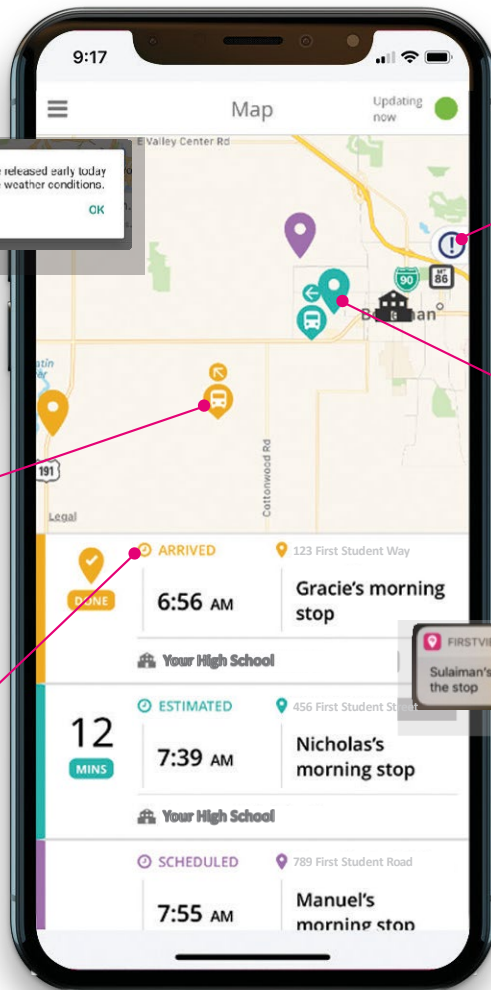 9:17
Map
Updating
now
E Valley Center Rd
released early today
weather conditions.
OK
90
MT
86
191
Cottonwood Rd
Legal
ARRIVED
123 First Student Way
DONE
6:56 AM
Gracie's morning
stop
Your High School
FIRSTVIE
Sulaiman's
the stop
ESTIMATED
456 First Student Street
12
MINS
7:39 AM
Nicholas's
morning stop
Your High School
SCHEDULED
789 First Student Road
7:55 AM
Manuel's
morning stop